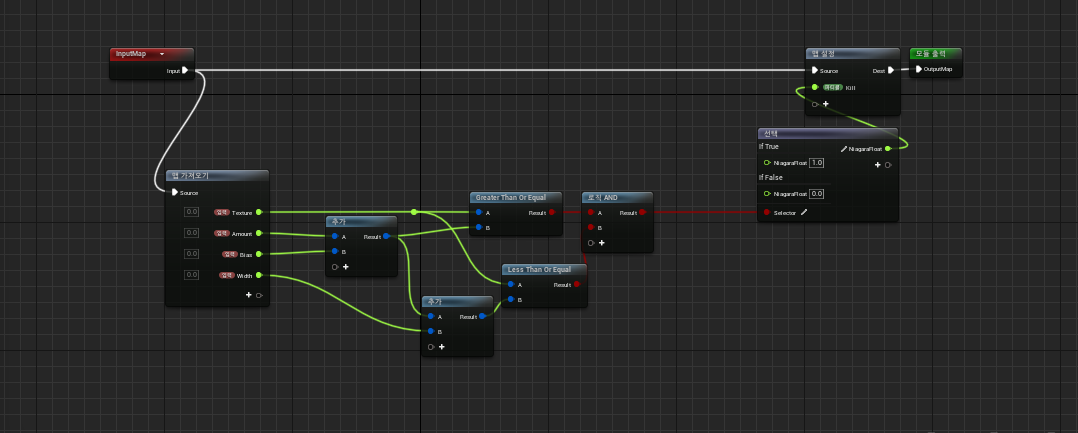 InputMap
Input
맵 설정
Source
Dest
파티클 Kill
모듈 출력
OutputMap
선택
If True
NiagaraFloat
NiagaraFloat 1.0
If False
NiagaraFloat 0.0
Selector
맵 가져오기
Source
0.0 입력 Texture
0.0 입력 Amount
0.0 입력 Bias
0.0 입력 Width
추가
A
Result
B
Greater Than Or Equal
A
Result
B
로직 AND
A
Result
B
Less Than Or Equal
A
Result
B
추가
A
Result
B